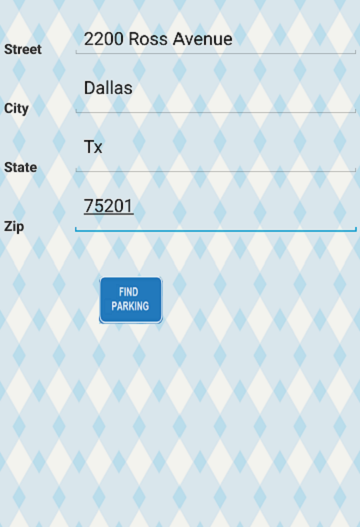 Street 2200 Ross Avenue
City Dallas
State Tx
Zip 75201
FIND
PARKING